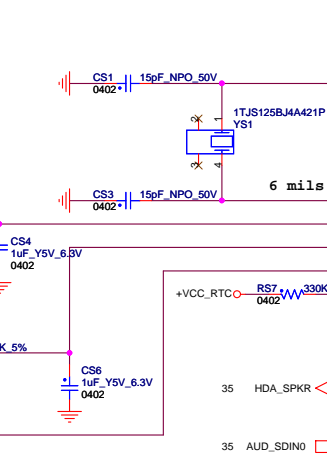 CS1 15pF_NPO_50V
0402
1TJS125BJ4A421P
YS1
2 1
3 4
CS3 15pF_NPO_50V
0402
6 mils
CS4
1uF_Y5V_6.3V
0402
+VCC_RTC RS7 330K
0402
K_5%
CS6
1uF_Y5V_6.3V
0402
35 HDA_SPKR
35 AUD_SDIN0